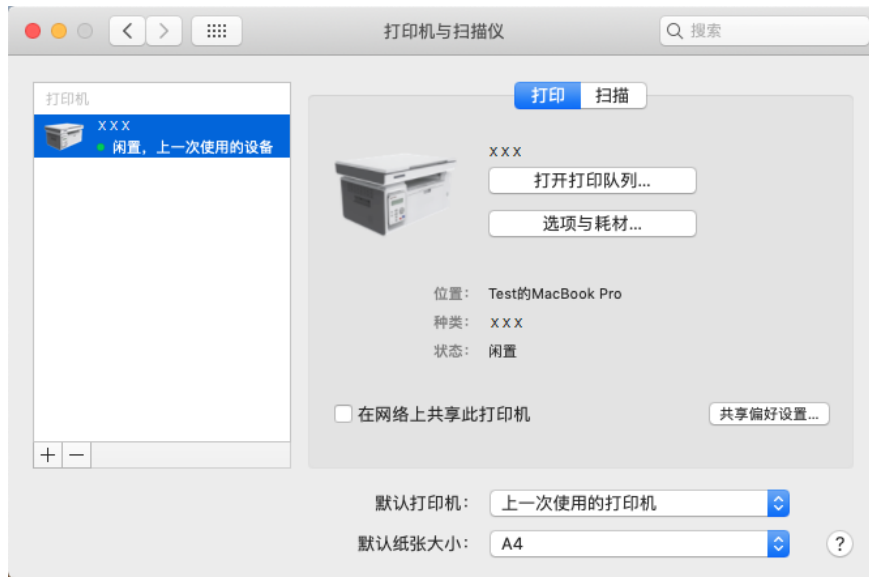 打印机与扫描仪
搜索
打印机
xxx
闲置，上一次使用的设备
打印 扫描
xxx
打开打印队列...
选项与耗材...
位置： Test的MacBook Pro
种类： xxx
状态： 闲置
在网络上共享此打印机
共享偏好设置...
+ −
默认打印机： 上一次使用的打印机
默认纸张大小： A4
?